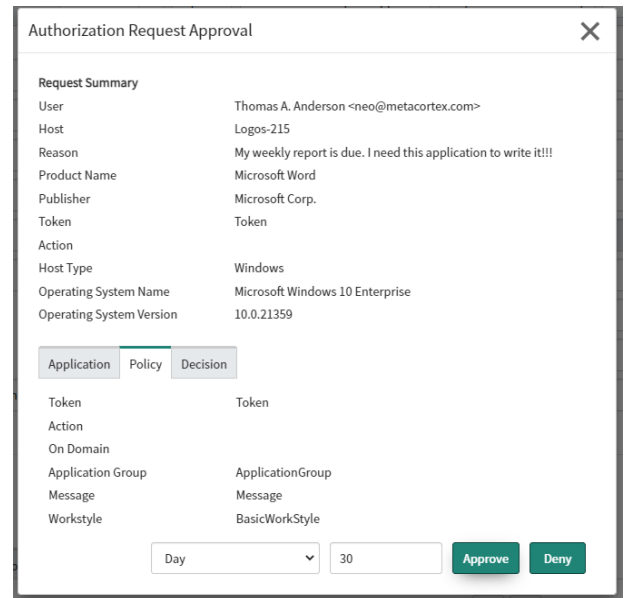 Authorization Request Approval
Request Summary
User Thomas A. Anderson <neo@metacortex.com>
Host Logos-215
Reason My weekly report is due. I need this application to write it!!!
Product Name Microsoft Word
Publisher Microsoft Corp.
Token Token
Action
Host Type Windows
Operating System Name Microsoft Windows 10 Enterprise
Operating System Version 10.0.21359
Application Policy Decision
Token Token
Action
On Domain
Application Group ApplicationGroup
Message Message
Workstyle BasicWorkStyle
Day 30 Approve Deny